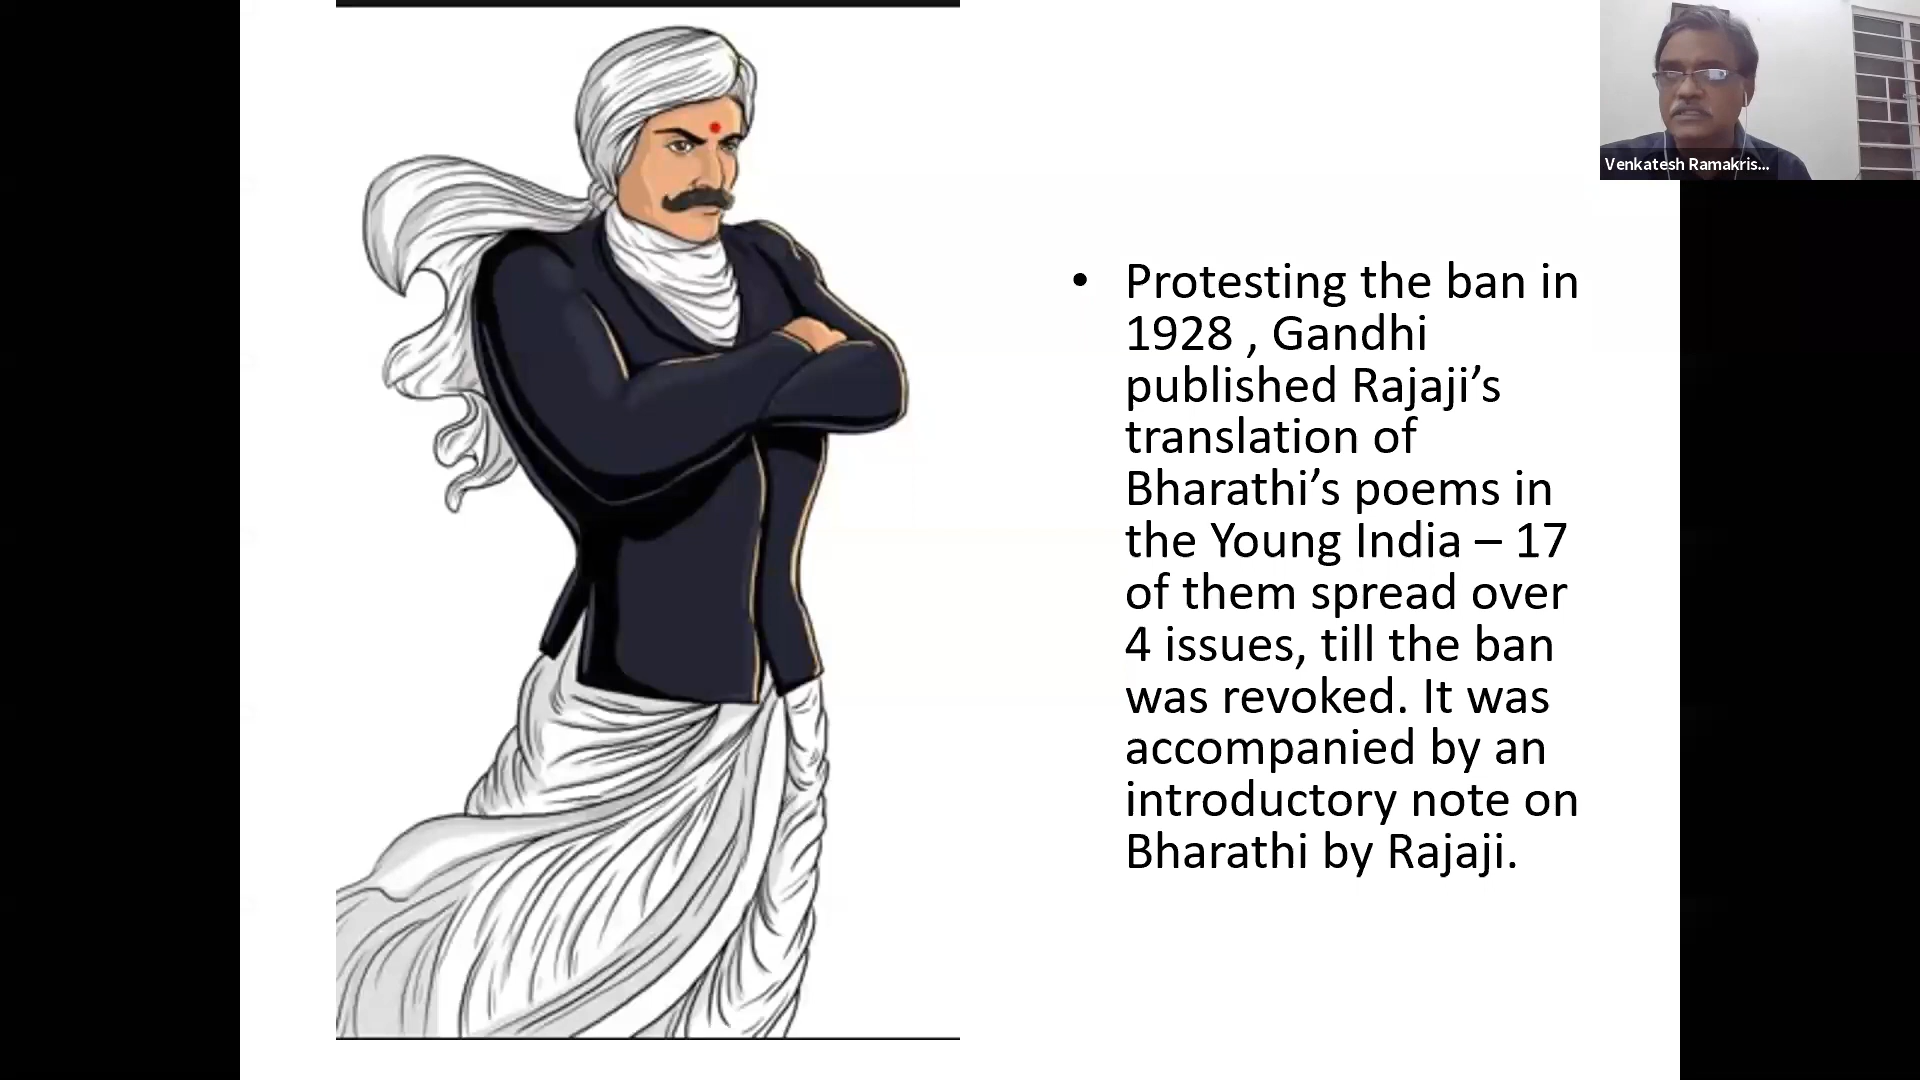 Venkatesh Ramakris...
• Protesting the ban in
1928 , Gandhi
published Rajaji’s
translation of
Bharathi’s poems in
the Young India – 17
of them spread over
4 issues, till the ban
was revoked. It was
accompanied by an
introductory note on
Bharathi by Rajaji.